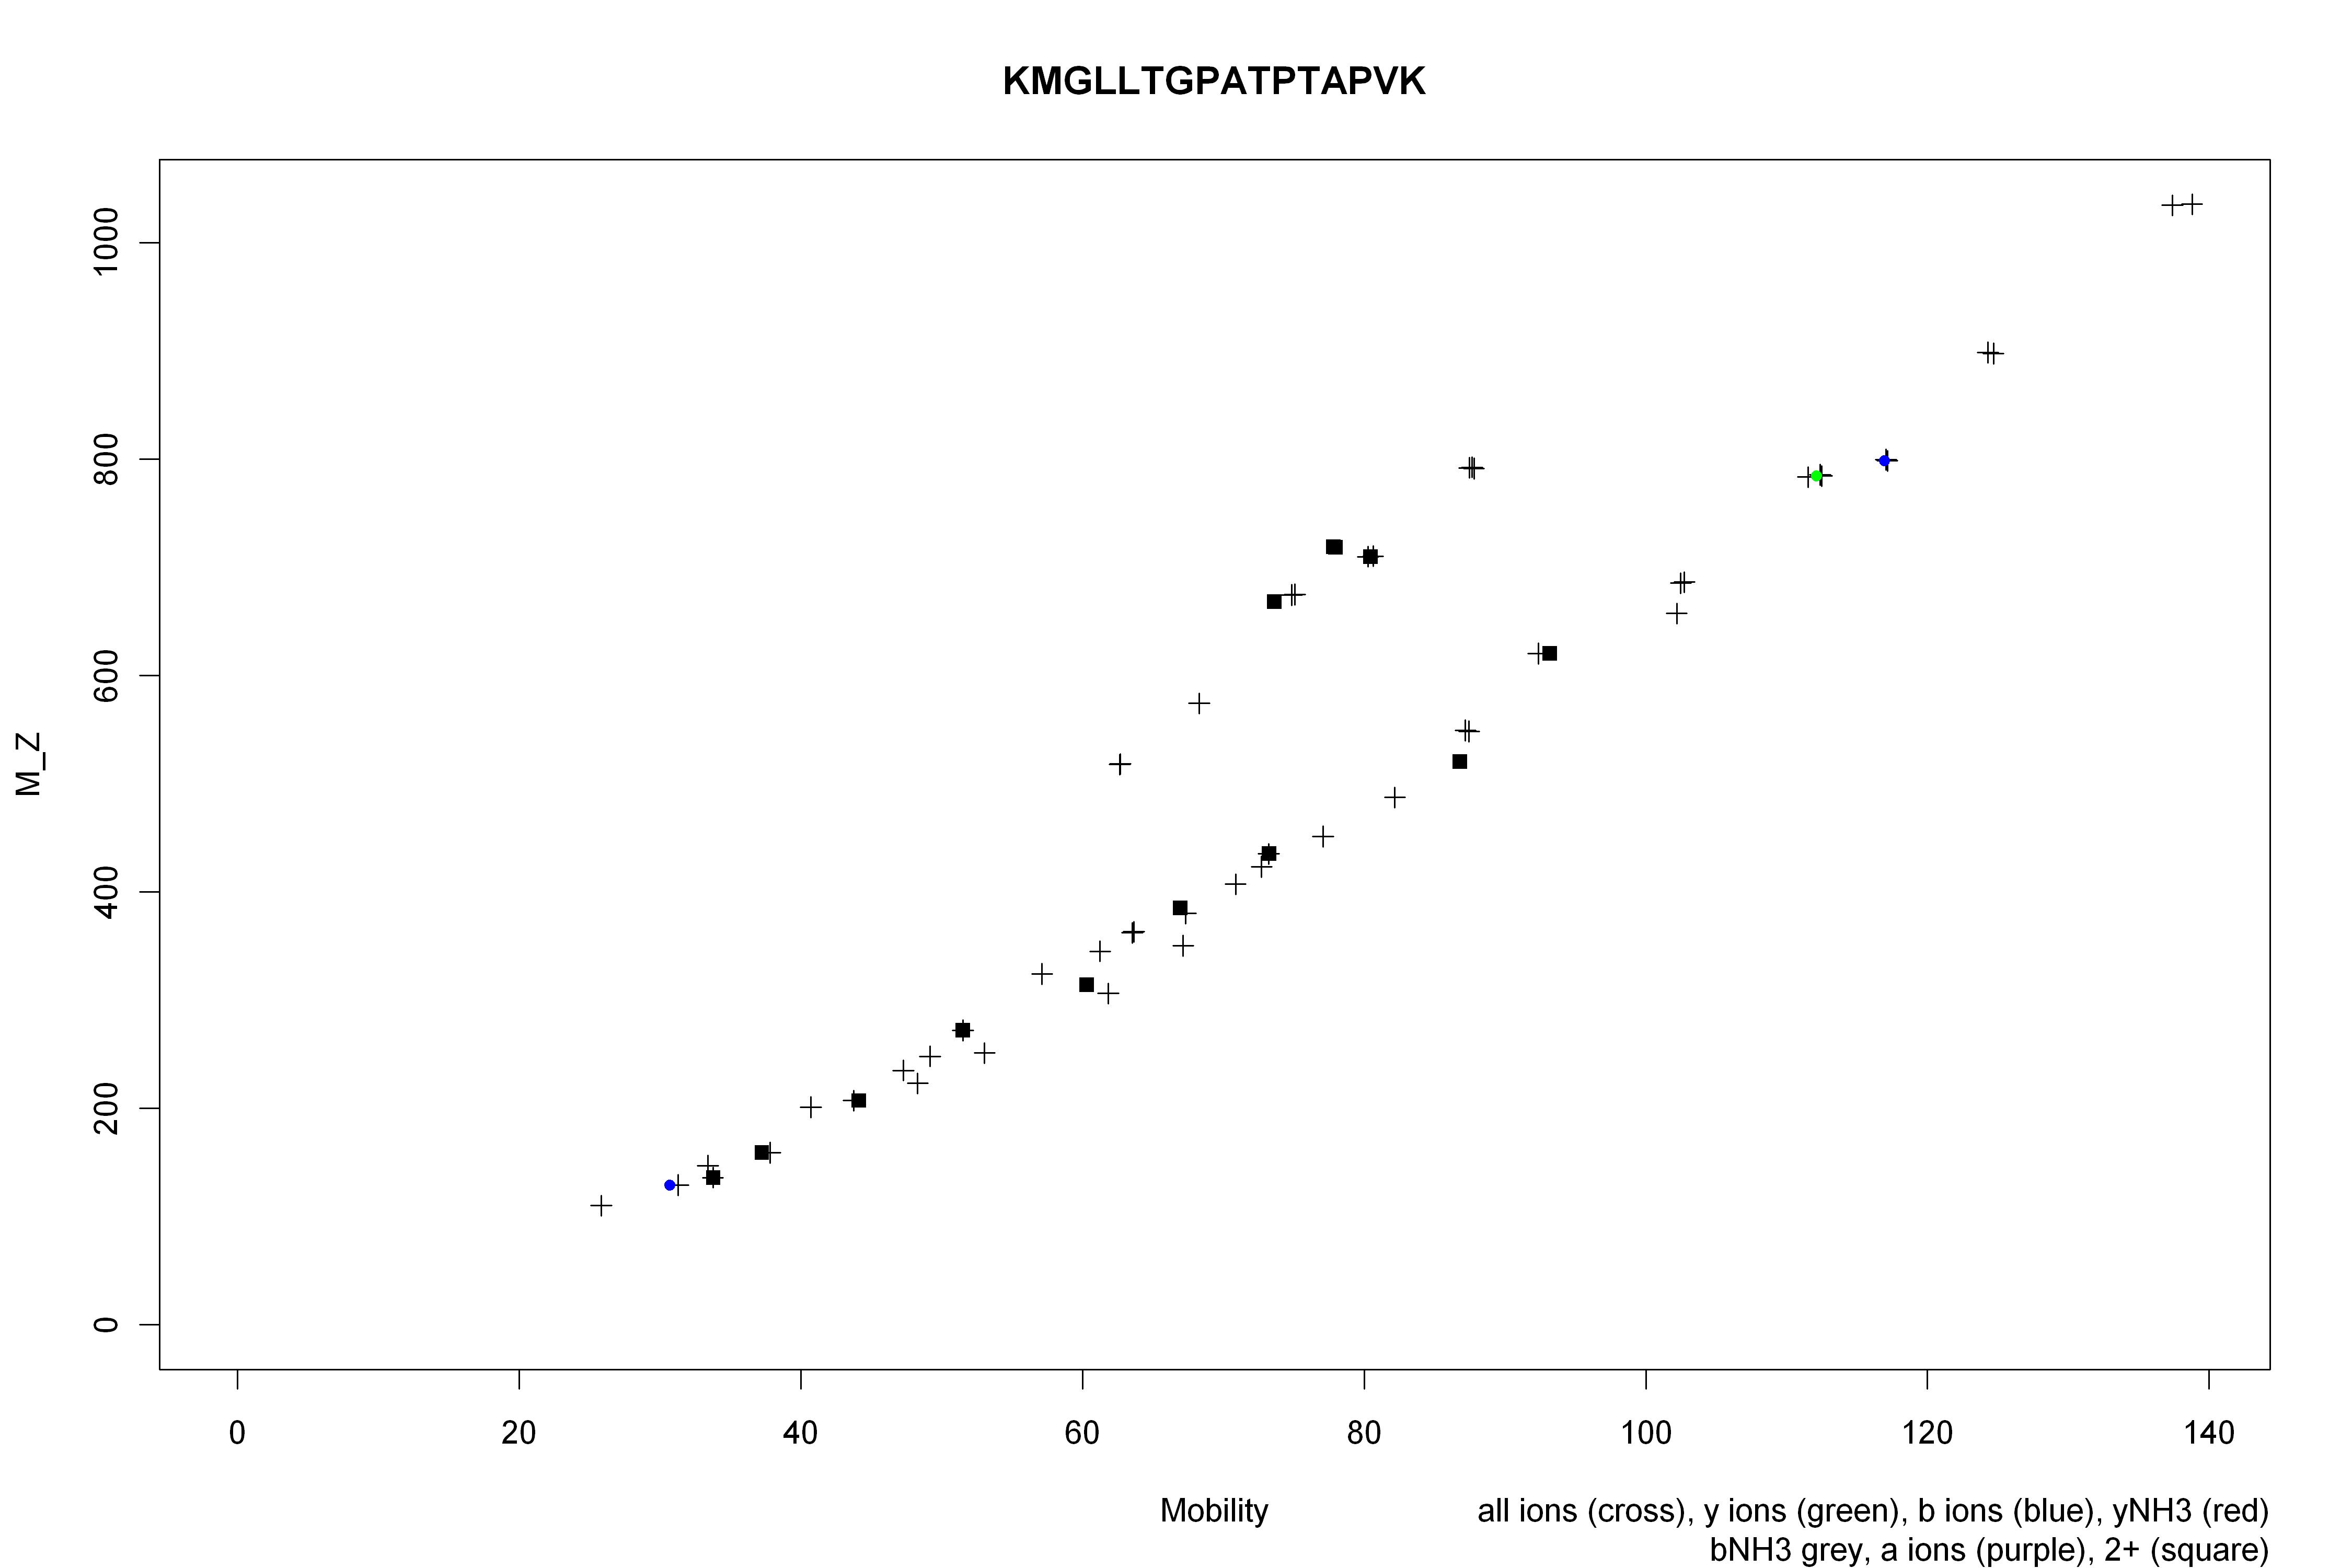 KMGLLTGPATPTAPVK
1000
800
600
400
200
0
M_Z
0 20 40 60 80 100 120 140
Mobility
all ions (cross), y ions (green), b ions (blue), yNH3 (red)
bNH3 grey, a ions (purple), 2+ (square)